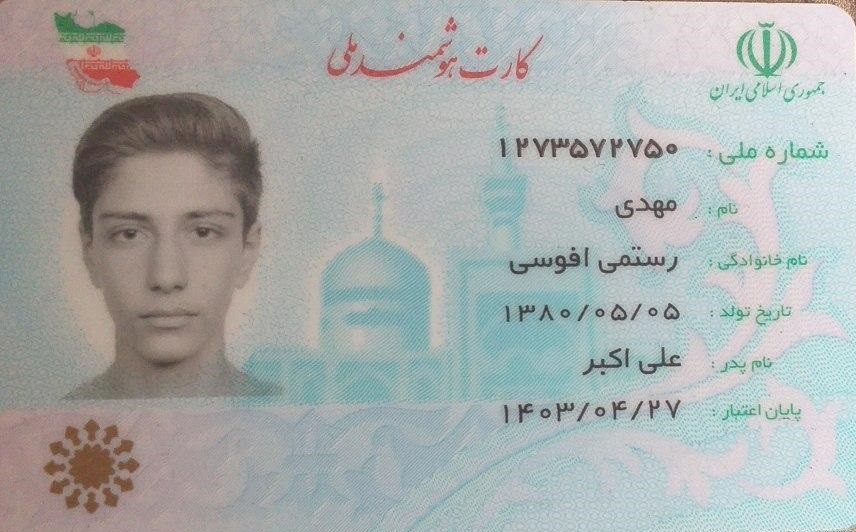 کارت هوشمند ملی
جمهوری اسلامی ایران
شماره ملی : ۱۲۷۳۵۷۲۷۵۰
نام : مهدی
نام خانوادگی : رستمی افوسی
تاریخ تولد : ۱۳۸۰/۰۵/۰۵
نام پدر : علی اکبر
پایان اعتبار : ۱۴۰۳/۰۴/۲۷